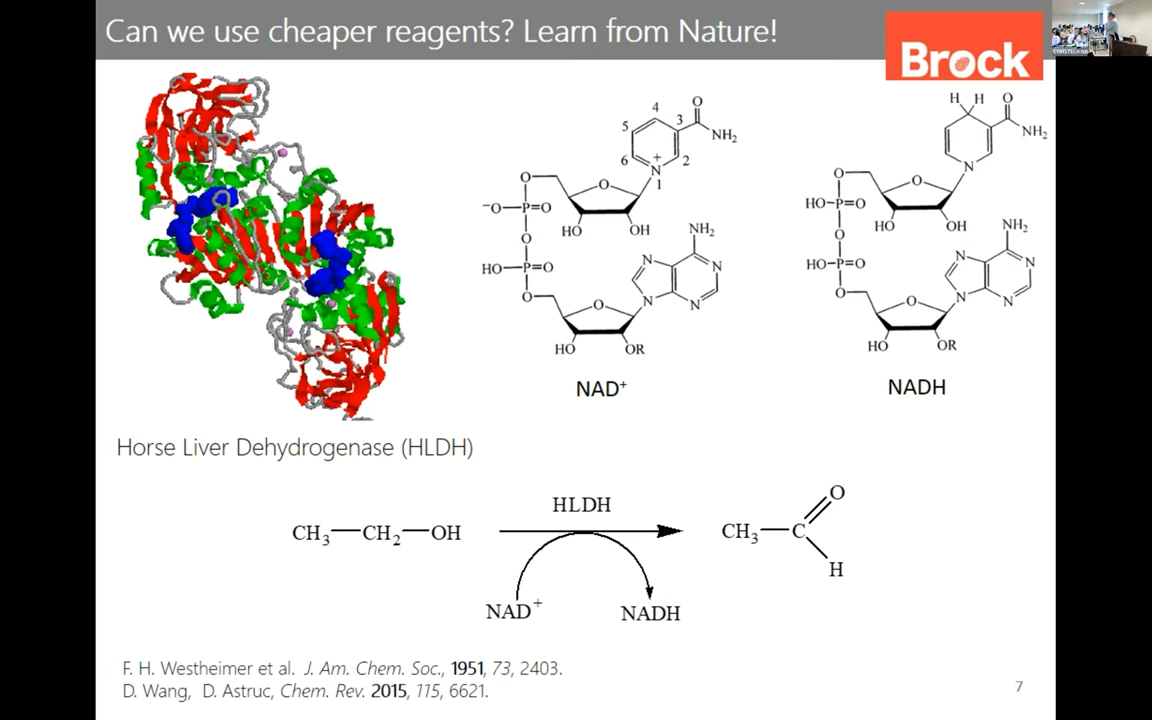 Can we use cheaper reagents? Learn from Nature!
Brock
COMSTECH
4
5
3
6
2
1
N
+
O
NH₂
O
O
⁻O-P=O
HO
OH
O
NH₂
HO-P=O
N
N
N
N
O
O
HO
OR
NAD⁺
H H
O
NH₂
N
O
O
HO-P=O
HO
OH
O
NH₂
HO-P=O
N
N
N
N
O
O
HO
OR
NADH
Horse Liver Dehydrogenase (HLDH)
HLDH
CH₃—CH₂—OH
CH₃—C
O
H
NAD⁺
NADH
F. H. Westheimer et al. J. Am. Chem. Soc., 1951, 73, 2403.
D. Wang, D. Astruc, Chem. Rev. 2015, 115, 6621.
7